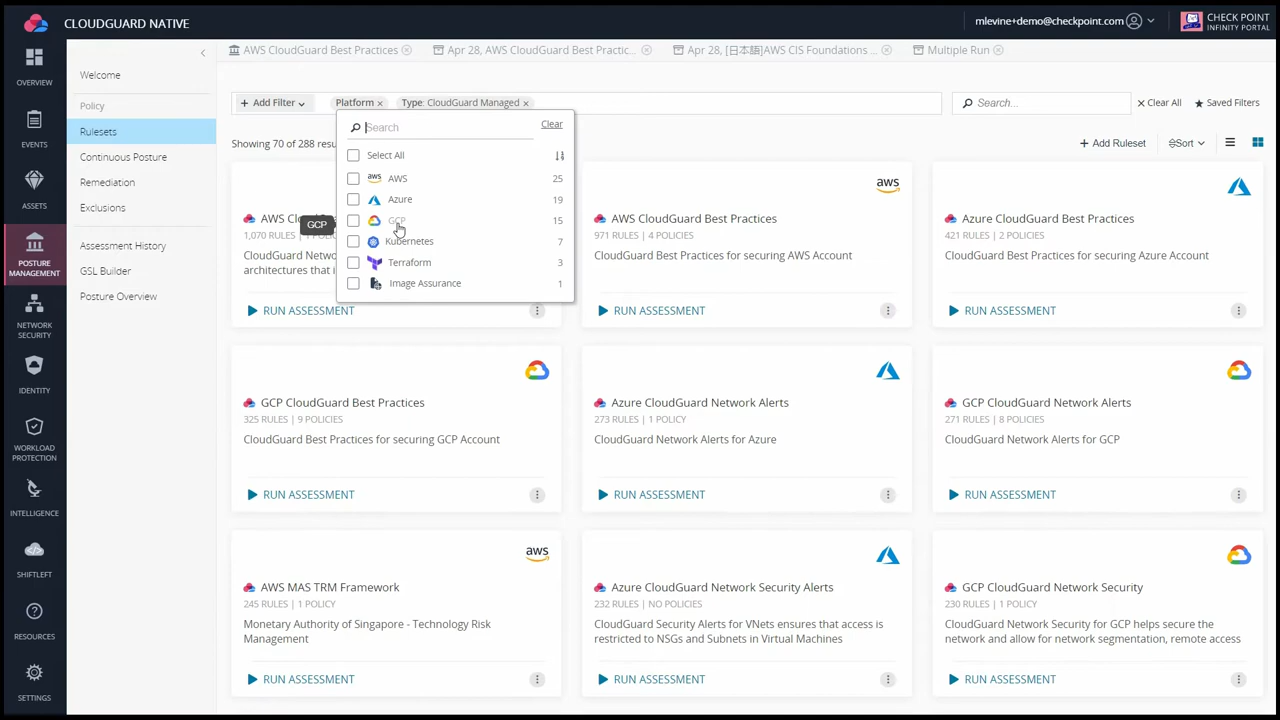 CLOUDGUARD NATIVE
mlevine+demo@checkpoint.com
CHECK POINT
INFINITY PORTAL
OVERVIEW
EVENTS
ASSETS
POSTURE
MANAGEMENT
NETWORK
SECURITY
IDENTITY
WORKLOAD
PROTECTION
INTELLIGENCE
SHIFTLEFT
RESOURCES
SETTINGS
Welcome
Policy
Rulesets
Continuous Posture
Remediation
Exclusions
Assessment History
GSL Builder
Posture Overview
AWS CloudGuard Best Practices
Apr 28, AWS CloudGuard Best Practic...
Apr 28, [日本語]AWS CIS Foundations ...
Multiple Run
+ Add Filter
Platform ×
Type: CloudGuard Managed ×
Search...
× Clear All
★ Saved Filters
Showing 70 of 288 resu
+ Add Ruleset
Sort
Search
Clear
Select All
aws AWS 25
Azure 19
GCP 15
Kubernetes 7
Terraform 3
Image Assurance 1
GCP
AWS Clo
1,070 RULES |
CloudGuard Netw
architectures that i
RUN ASSESSMENT
aws
AWS CloudGuard Best Practices
971 RULES | 4 POLICIES
CloudGuard Best Practices for securing AWS Account
RUN ASSESSMENT
Azure CloudGuard Best Practices
421 RULES | 2 POLICIES
CloudGuard Best Practices for securing Azure Account
RUN ASSESSMENT
GCP CloudGuard Best Practices
325 RULES | 9 POLICIES
CloudGuard Best Practices for securing GCP Account
RUN ASSESSMENT
Azure CloudGuard Network Alerts
273 RULES | 1 POLICY
CloudGuard Network Alerts for Azure
RUN ASSESSMENT
GCP CloudGuard Network Alerts
271 RULES | 8 POLICIES
CloudGuard Network Alerts for GCP
RUN ASSESSMENT
aws
AWS MAS TRM Framework
245 RULES | 1 POLICY
Monetary Authority of Singapore - Technology Risk
Management
RUN ASSESSMENT
Azure CloudGuard Network Security Alerts
232 RULES | NO POLICIES
CloudGuard Security Alerts for VNets ensures that access is
restricted to NSGs and Subnets in Virtual Machines
RUN ASSESSMENT
GCP CloudGuard Network Security
230 RULES | 1 POLICY
CloudGuard Network Security for GCP helps secure the
network and allow for network segmentation, remote access
RUN ASSESSMENT